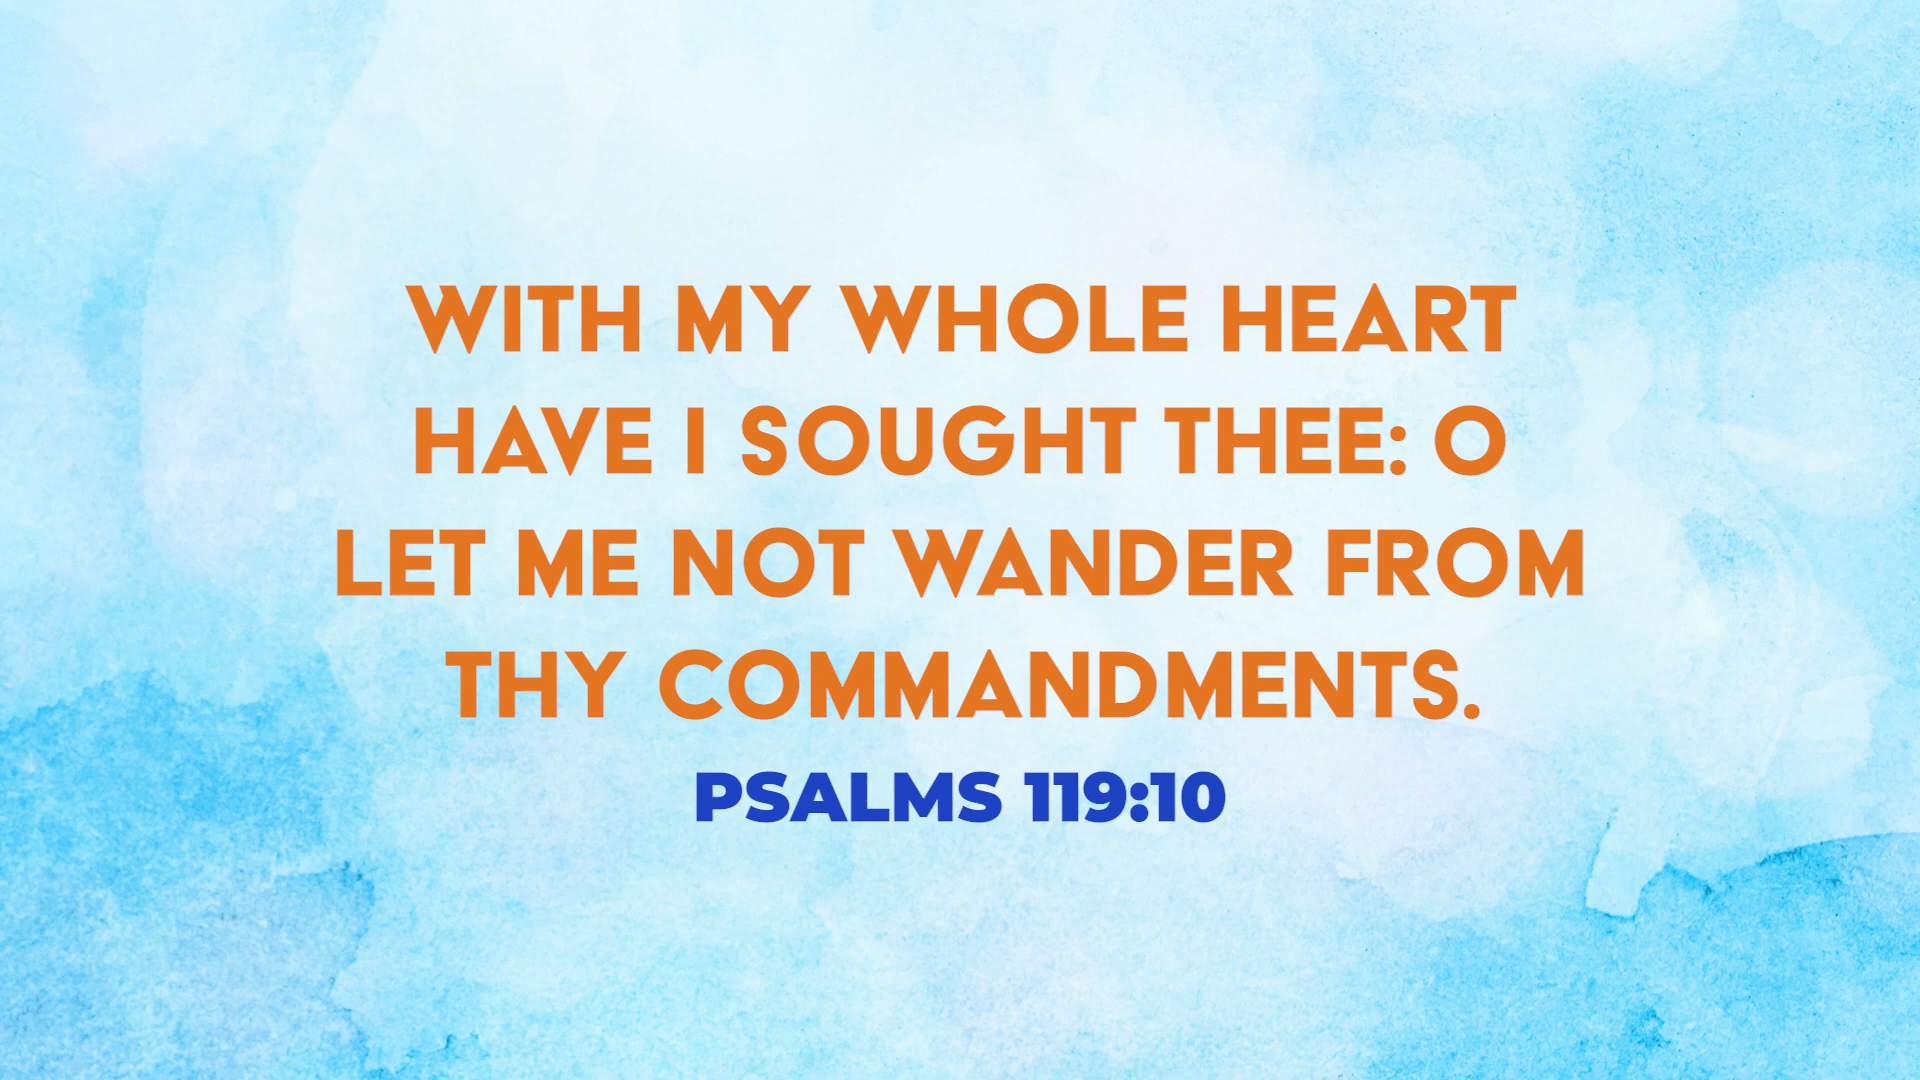 WITH MY WHOLE HEART
HAVE I SOUGHT THEE: O
LET ME NOT WANDER FROM
THY COMMANDMENTS.
PSALMS 119:10